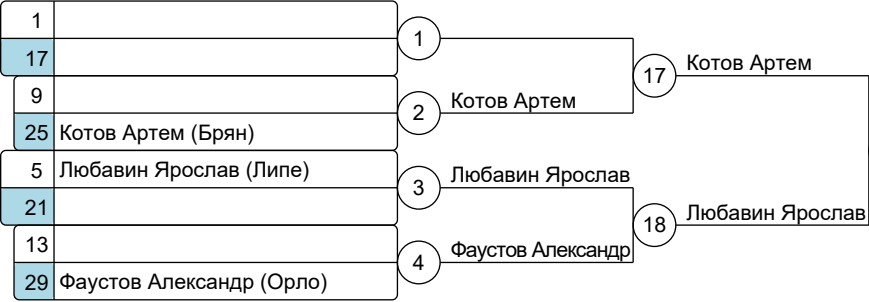 1
17
1
9
25 Котов Артем (Брян)
2
Котов Артем
17
Котов Артем
5 Любавин Ярослав (Липе)
21
3
Любавин Ярослав
13
29 Фаустов Александр (Орло)
4
Фаустов Александр
18
Любавин Ярослав